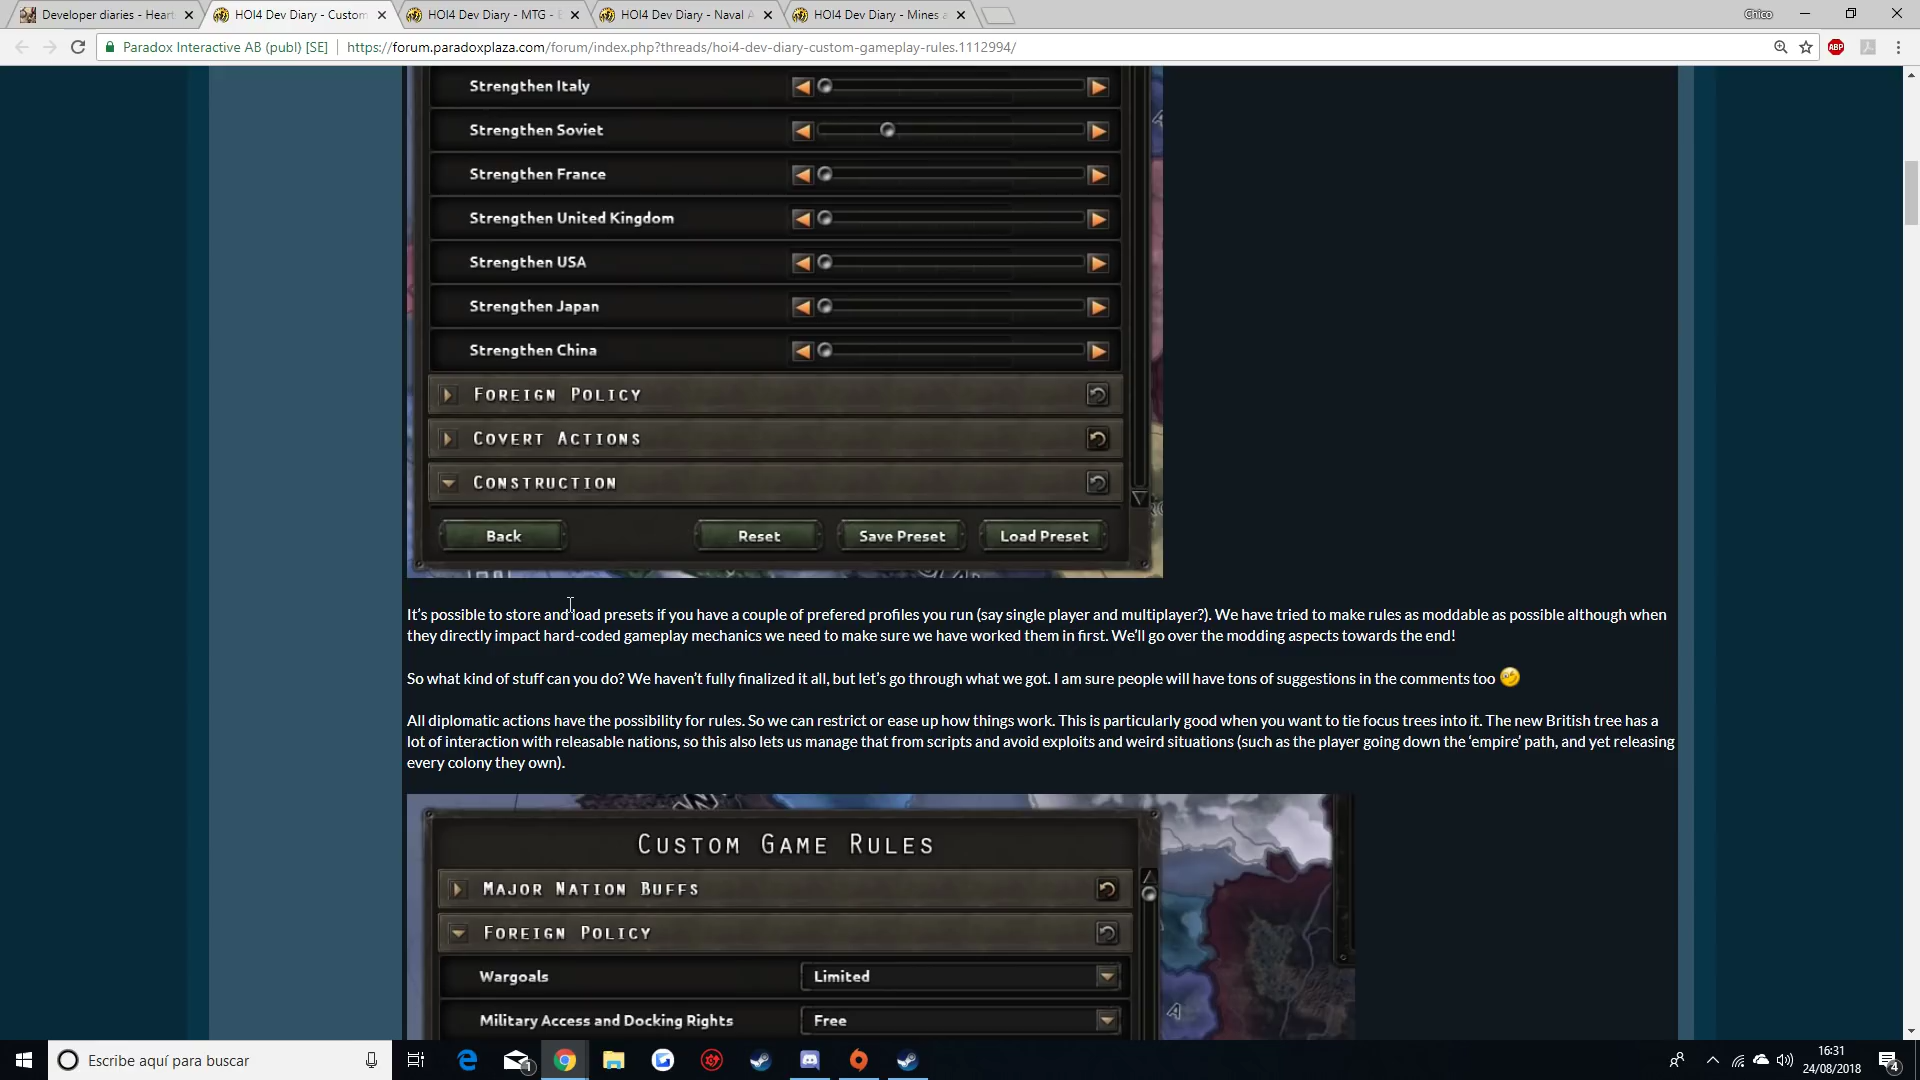 Developer diaries - Heart
HOI4 Dev Diary - Custom
HOI4 Dev Diary - MTG -
HOI4 Dev Diary - Naval A
HOI4 Dev Diary - Mines a
Chico
Paradox Interactive AB (publ) [SE]
https://forum.paradoxplaza.com/forum/index.php?threads/hoi4-dev-diary-custom-gameplay-rules.1112994/
ABP
Strengthen Italy
Strengthen Soviet
Strengthen France
Strengthen United Kingdom
Strengthen USA
Strengthen Japan
Strengthen China
FOREIGN POLICY
COVERT ACTIONS
CONSTRUCTION
Back
Reset
Save Preset
Load Preset
It's possible to store and load presets if you have a couple of prefered profiles you run (say single player and multiplayer?). We have tried to make rules as moddable as possible although when
they directly impact hard-coded gameplay mechanics we need to make sure we have worked them in first. We'll go over the modding aspects towards the end!
So what kind of stuff can you do? We haven't fully finalized it all, but let's go through what we got. I am sure people will have tons of suggestions in the comments too
All diplomatic actions have the possibility for rules. So we can restrict or ease up how things work. This is particularly good when you want to tie focus trees into it. The new British tree has a
lot of interaction with releasable nations, so this also lets us manage that from scripts and avoid exploits and weird situations (such as the player going down the 'empire' path, and yet releasing
every colony they own).
CUSTOM GAME RULES
MAJOR NATION BUFFS
FOREIGN POLICY
Wargoals
Limited
Military Access and Docking Rights
Free
Escribe aquí para buscar
1
16:31
24/08/2018
4